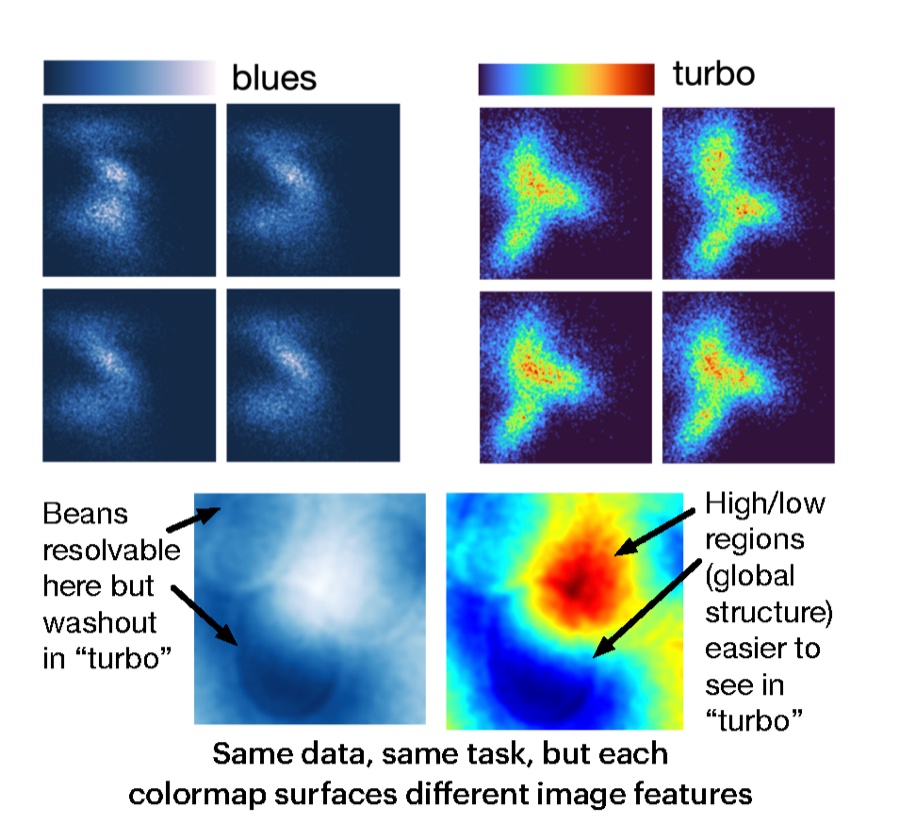 blues
turbo
Beans
resolvable
here but
washout
in “turbo”
High/low
regions
(global
structure)
easier to
see in
“turbo”
Same data, same task, but each
colormap surfaces different image features